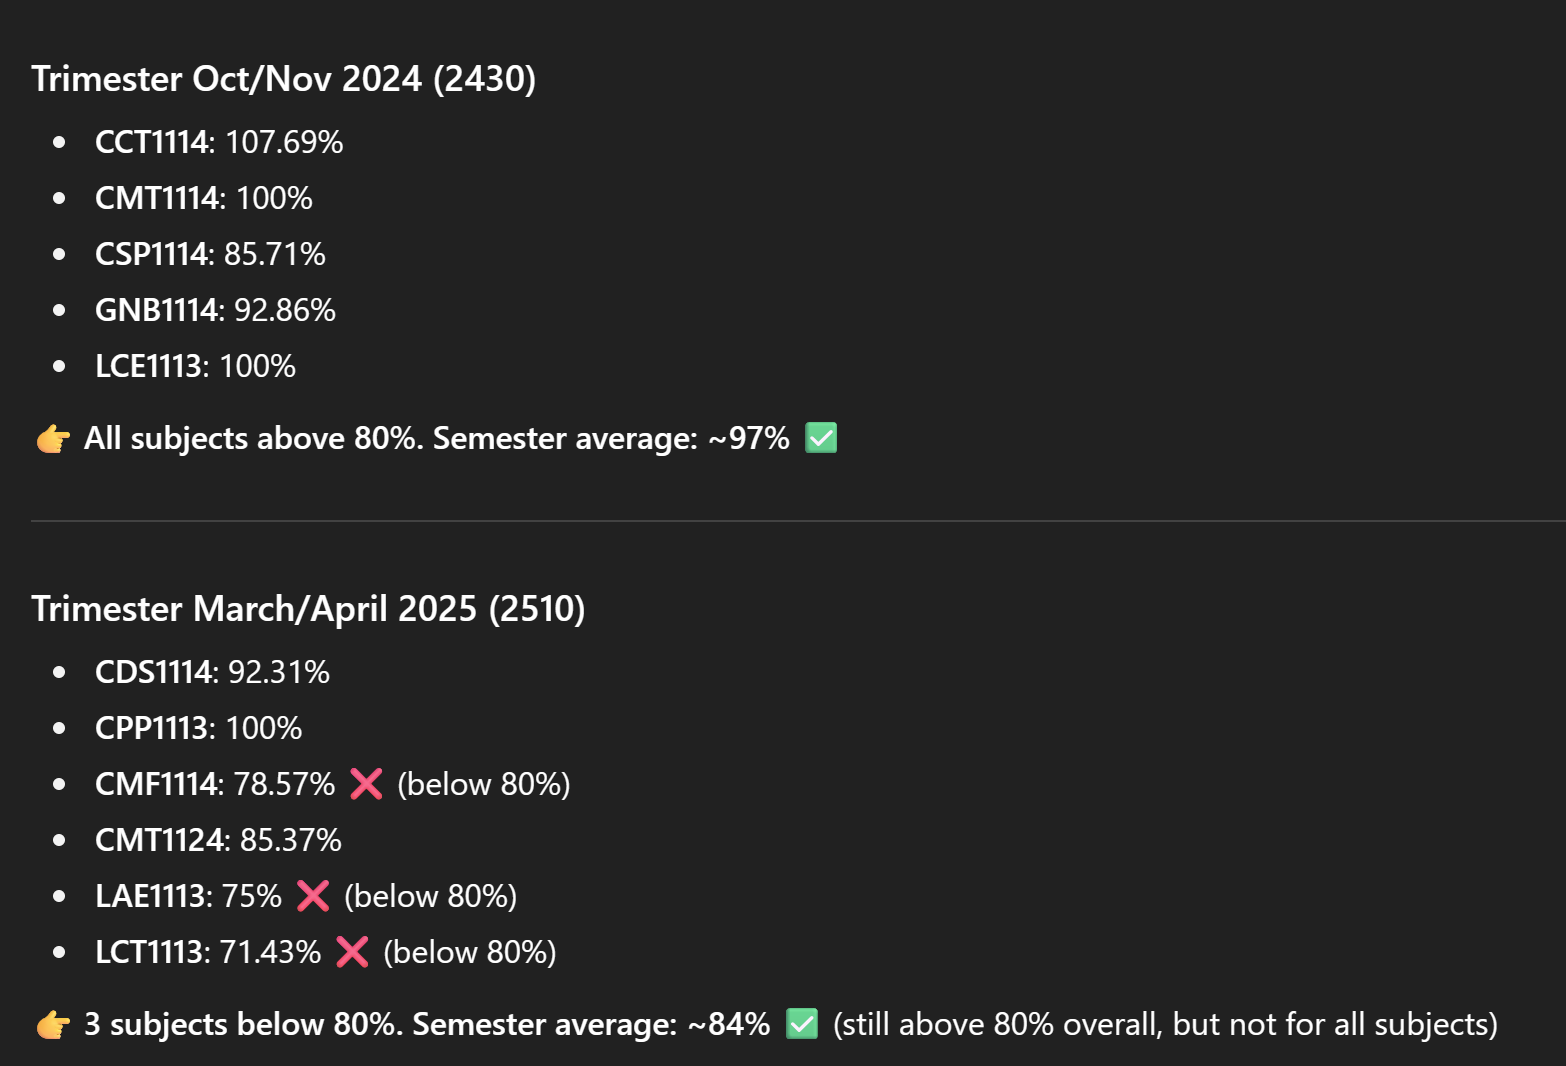 Trimester Oct/Nov 2024 (2430)
• CCT1114: 107.69%
• CMT1114: 100%
• CSP1114: 85.71%
• GNB1114: 92.86%
• LCE1113: 100%
👉 All subjects above 80%. Semester average: ~97% ✅
Trimester March/April 2025 (2510)
• CDS1114: 92.31%
• CPP1113: 100%
• CMF1114: 78.57% ❌ (below 80%)
• CMT1124: 85.37%
• LAE1113: 75% ❌ (below 80%)
• LCT1113: 71.43% ❌ (below 80%)
👉 3 subjects below 80%. Semester average: ~84% ✅ (still above 80% overall, but not for all subjects)